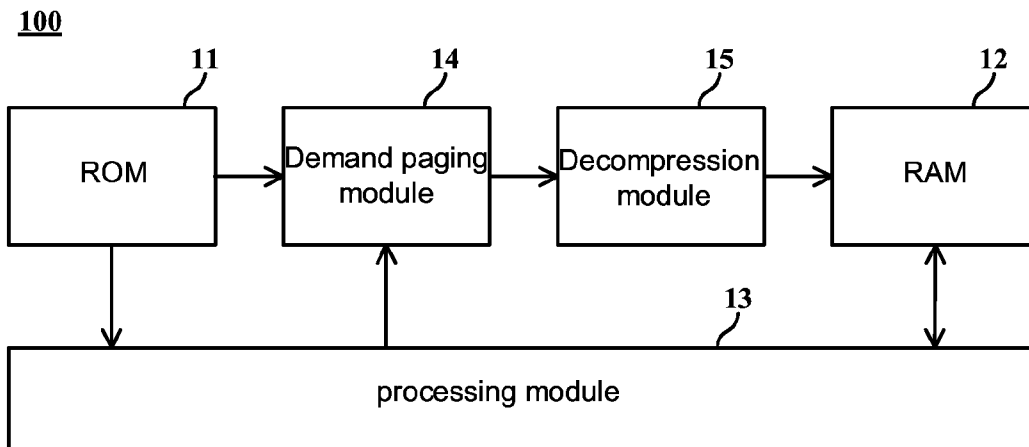 100
11
14
15
12
ROM
Demand paging
module
Decompression
module
RAM
13
processing module